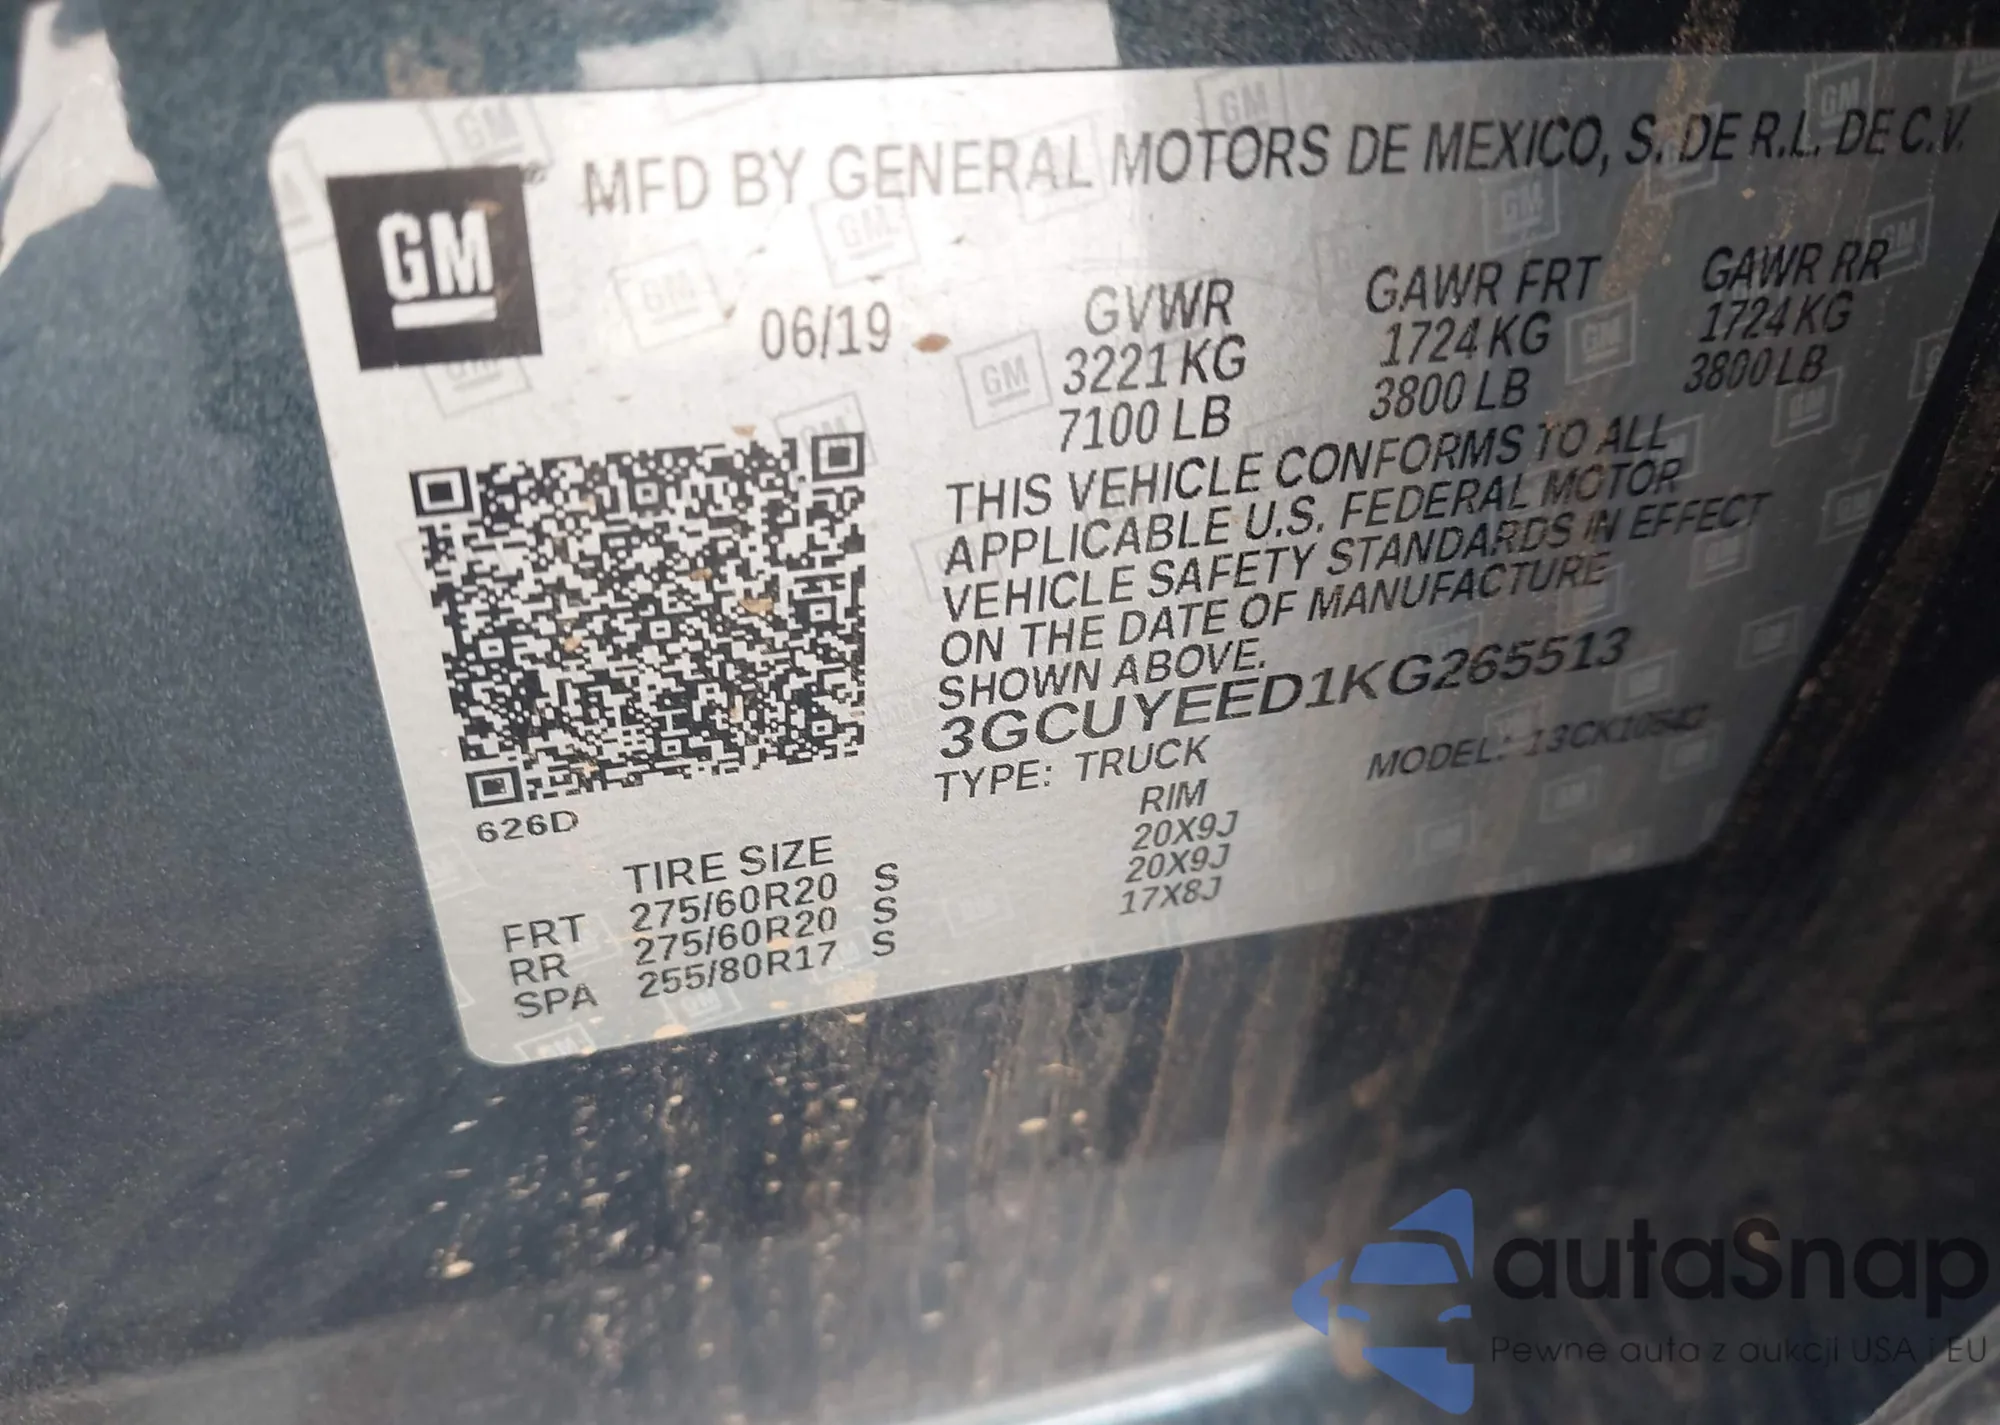 GM
MFD BY GENERAL MOTORS DE MEXICO, S. DE R.L. DE C.V.
06/19
GVWR GAWR FRT GAWR RR
3221 KG 1724 KG 1724 KG
7100 LB 3800 LB 3800 LB
THIS VEHICLE CONFORMS TO ALL
APPLICABLE U.S. FEDERAL MOTOR
VEHICLE SAFETY STANDARDS IN EFFECT
ON THE DATE OF MANUFACTURE
SHOWN ABOVE.
3GCUYEED1KG265513
TYPE: TRUCK MODEL:
626D
TIRE SIZE RIM
FRT 275/60R20 S 20X9J
RR 275/60R20 S 20X9J
SPA 255/80R17 S 17X8J
autaSnap
Pewne auta z aukcji USA i EU